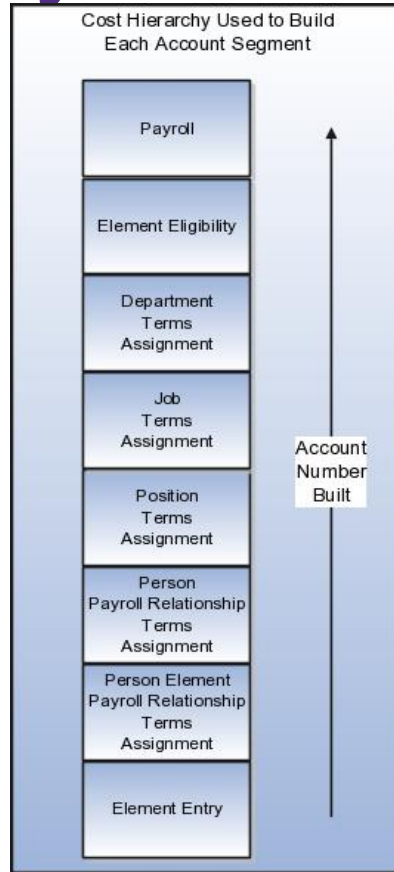 Cost Hierarchy Used to Build
Each Account Segment
Payroll
Element Eligibility
Department
Terms
Assignment
Job
Terms
Assignment
Position
Terms
Assignment
Person
Payroll Relationship
Terms
Assignment
Person Element
Payroll Relationship
Terms
Assignment
Element Entry
Account
Number
Built